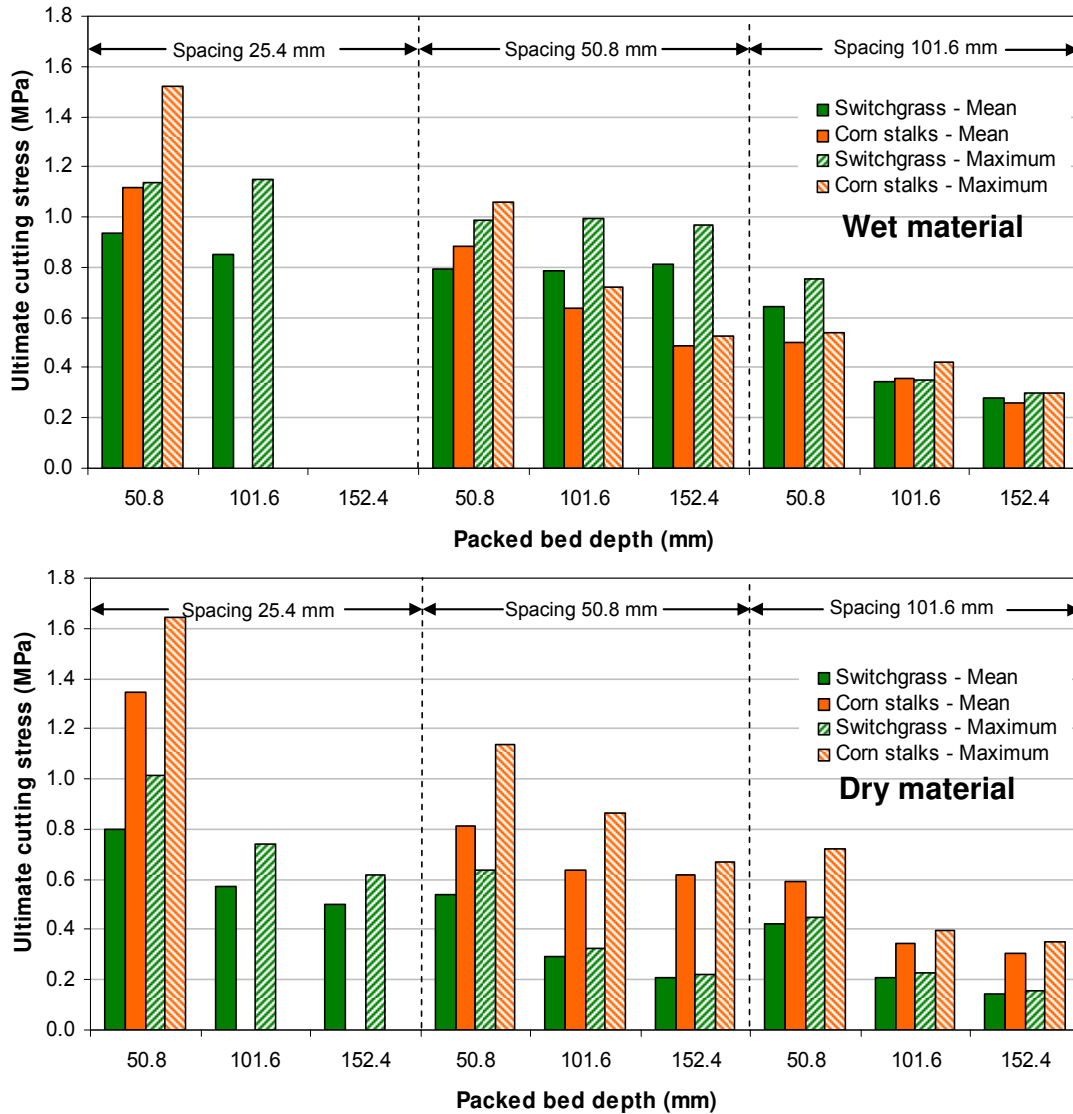 1.8
Spacing 25.4 mm Spacing 50.8 mm Spacing 101.6 mm
1.6
1.4
1.2
1.0
0.8
0.6
0.4
0.2
0.0
Ultimate cutting stress (MPa)
Switchgrass - Mean
Corn stalks - Mean
Switchgrass - Maximum
Corn stalks - Maximum
Wet material
50.8 101.6 152.4 50.8 101.6 152.4 50.8 101.6 152.4
Packed bed depth (mm)
1.8
Spacing 25.4 mm Spacing 50.8 mm Spacing 101.6 mm
1.6
1.4
1.2
1.0
0.8
0.6
0.4
0.2
0.0
Ultimate cutting stress (MPa)
Switchgrass - Mean
Corn stalks - Mean
Switchgrass - Maximum
Corn stalks - Maximum
Dry material
50.8 101.6 152.4 50.8 101.6 152.4 50.8 101.6 152.4
Packed bed depth (mm)